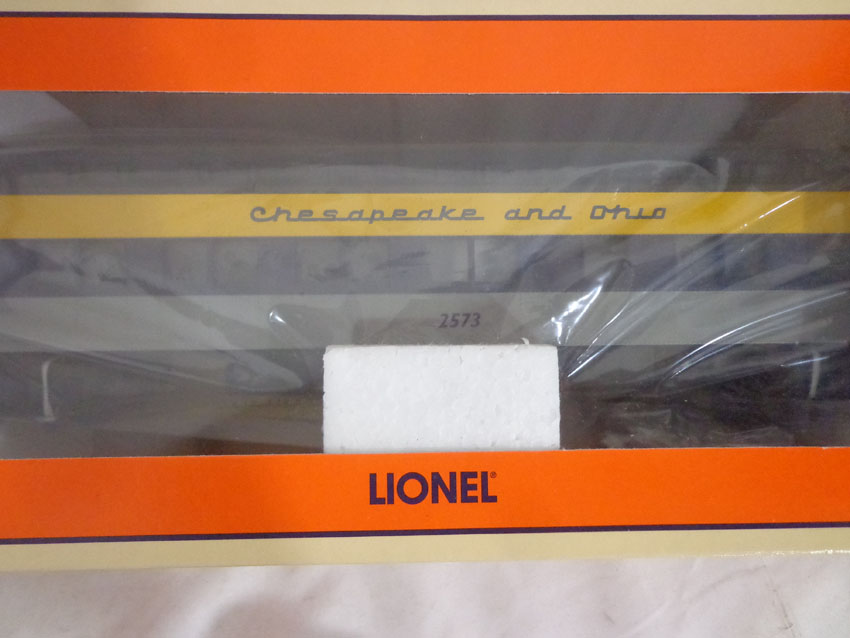 Chesapeake and Ohio
2573
LIONEL®